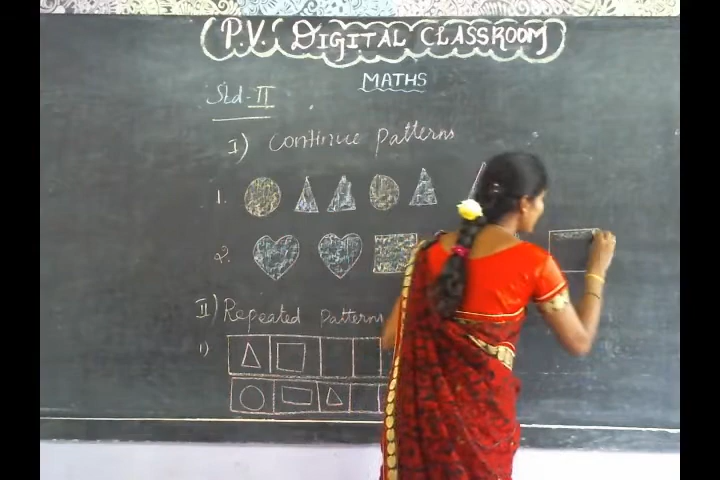 P.V. DIGITAL CLASSROOM
MATHS
Std-II
I) Continue patterns
1.
2.
II) Repeated patterns
1)